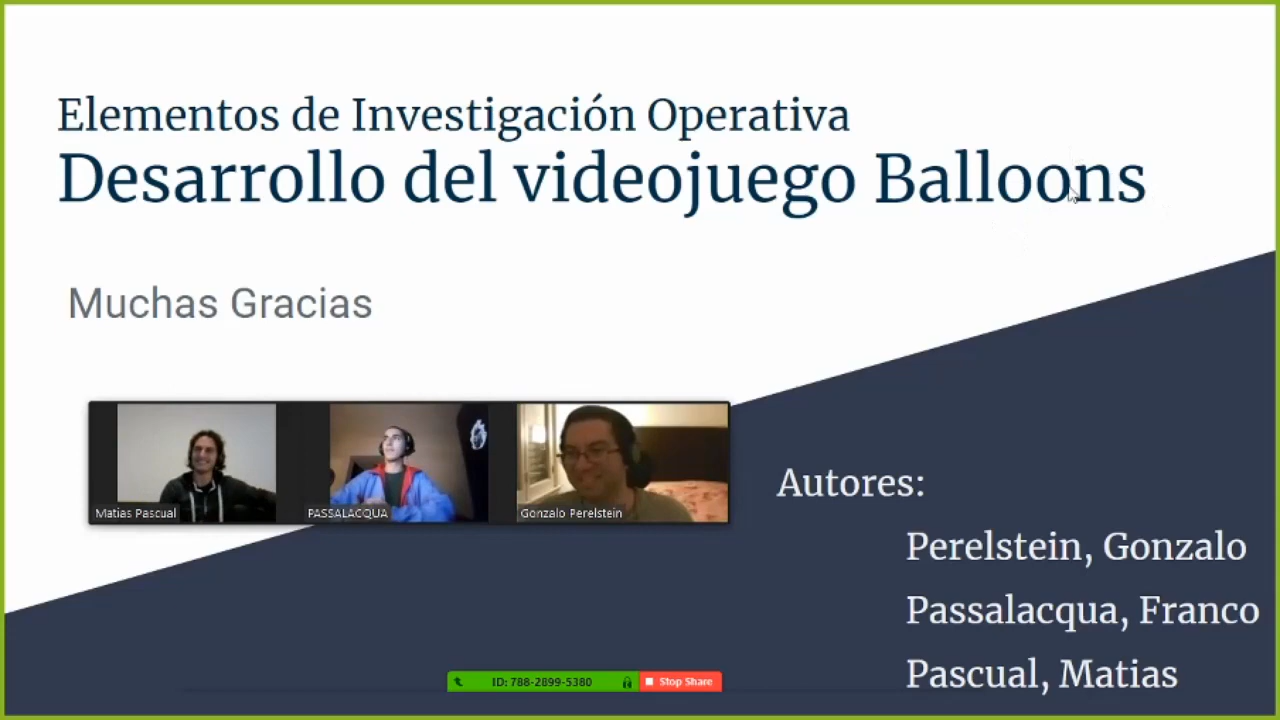 Elementos de Investigación Operativa
Desarrollo del videojuego Balloons
Muchas Gracias
Matias Pascual
PASSALACQUA
Gonzalo Perelstein
Autores:
Perelstein, Gonzalo
Passalacqua, Franco
Pascual, Matias
ID: 788-2899-5380
Stop Share